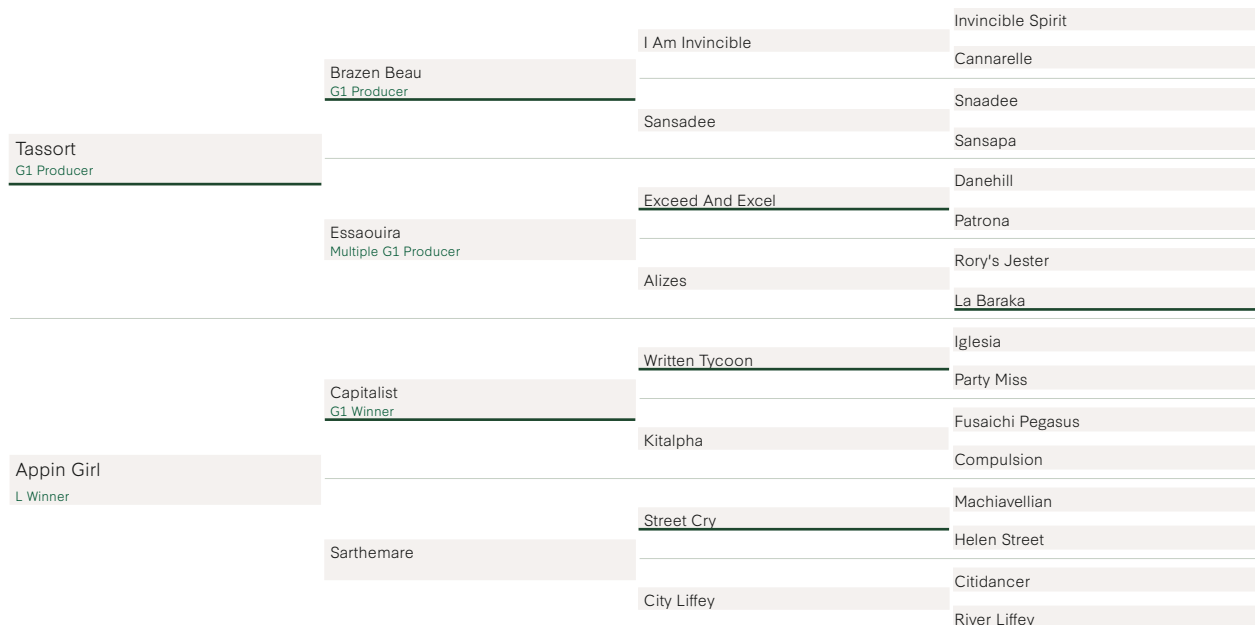 Tassort
G1 Producer
Appin Girl
L Winner
Brazen Beau
G1 Producer
Essaouira
Multiple G1 Producer
Capitalist
G1 Winner
Sarthemare
I Am Invincible
Sansadee
Exceed And Excel
Alizes
Written Tycoon
Kitalpha
Street Cry
City Liffey
Invincible Spirit
Cannarelle
Snaadee
Sansapa
Danehill
Patrona
Rory's Jester
La Baraka
Iglesia
Party Miss
Fusaichi Pegasus
Compulsion
Machiavellian
Helen Street
Citidancer
River Liffey